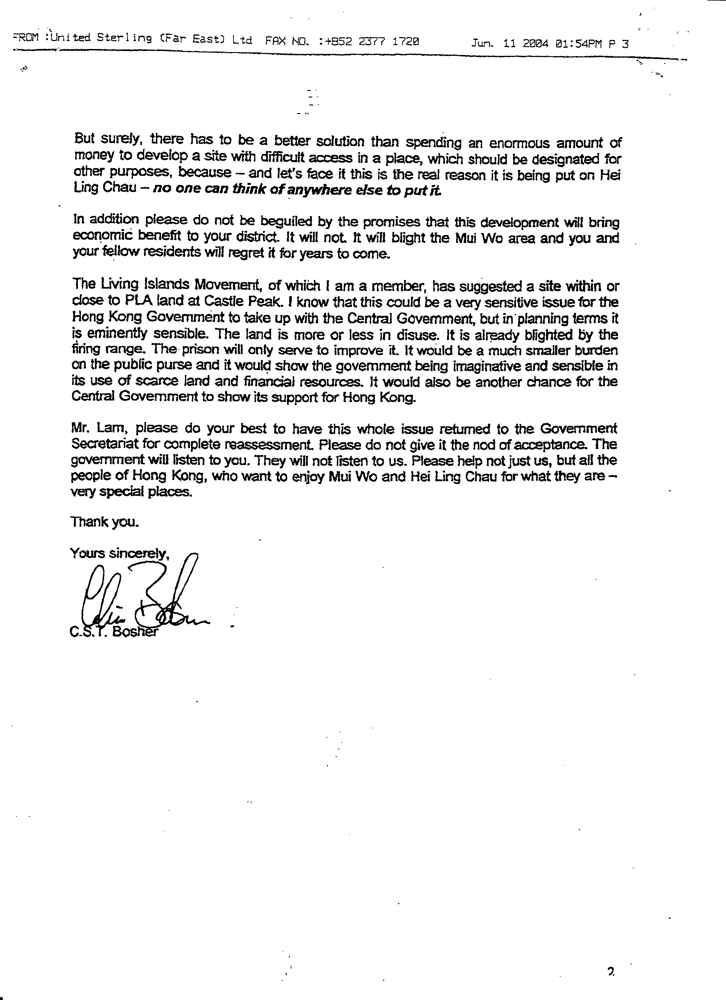 FROM :United Sterling (Far East) Ltd FAX NO. :+852 2377 1720 Jun. 11 2004 01:54PM P 3
But surely, there has to be a better solution than spending an enormous amount of
money to develop a site with difficult access in a place, which should be designated for
other purposes, because – and let's face it this is the real reason it is being put on Hei
Ling Chau – no one can think of anywhere else to put it.
In addition please do not be beguiled by the promises that this development will bring
economic benefit to your district. It will not. It will blight the Mui Wo area and you and
your fellow residents will regret it for years to come.
The Living Islands Movement, of which I am a member, has suggested a site within or
close to PLA land at Castle Peak. I know that this could be a very sensitive issue for the
Hong Kong Government to take up with the Central Government, but in planning terms it
is eminently sensible. The land is more or less in disuse. It is already blighted by the
firing range. The prison will only serve to improve it. It would be a much smaller burden
on the public purse and it would show the government being imaginative and sensible in
its use of scarce land and financial resources. It would also be another chance for the
Central Government to show its support for Hong Kong.
Mr. Lam, please do your best to have this whole issue returned to the Government
Secretariat for complete reassessment. Please do not give it the nod of acceptance. The
government will listen to you. They will not listen to us. Please help not just us, but all the
people of Hong Kong, who want to enjoy Mui Wo and Hei Ling Chau for what they are –
very special places.
Thank you.
Yours sincerely,
C.S.T. Bosher
2